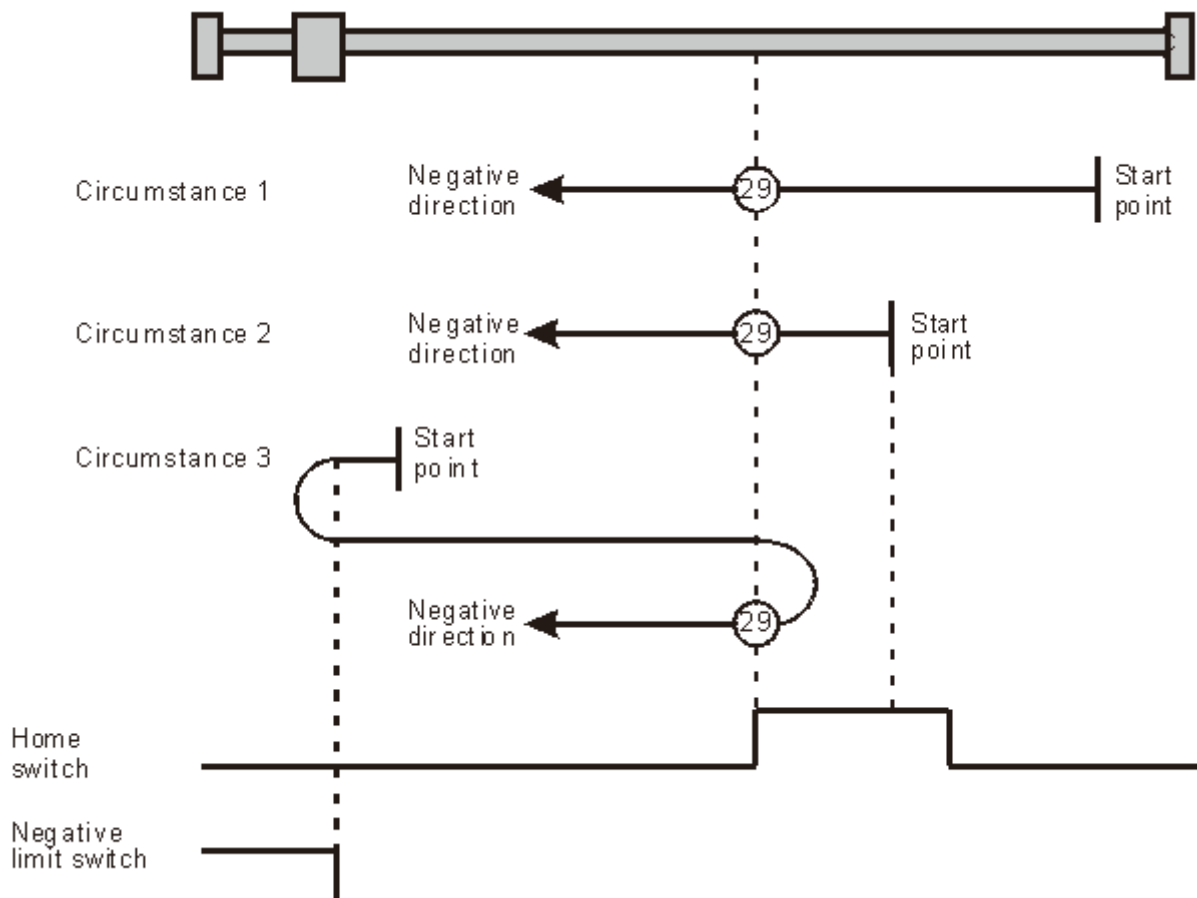 Circumstance 1
Negative
direction
29
Start
point
Circumstance 2
Negative
direction
29
Start
point
Circumstance 3
Start
point
Negative
direction
29
Home
switch
Negative
limit switch